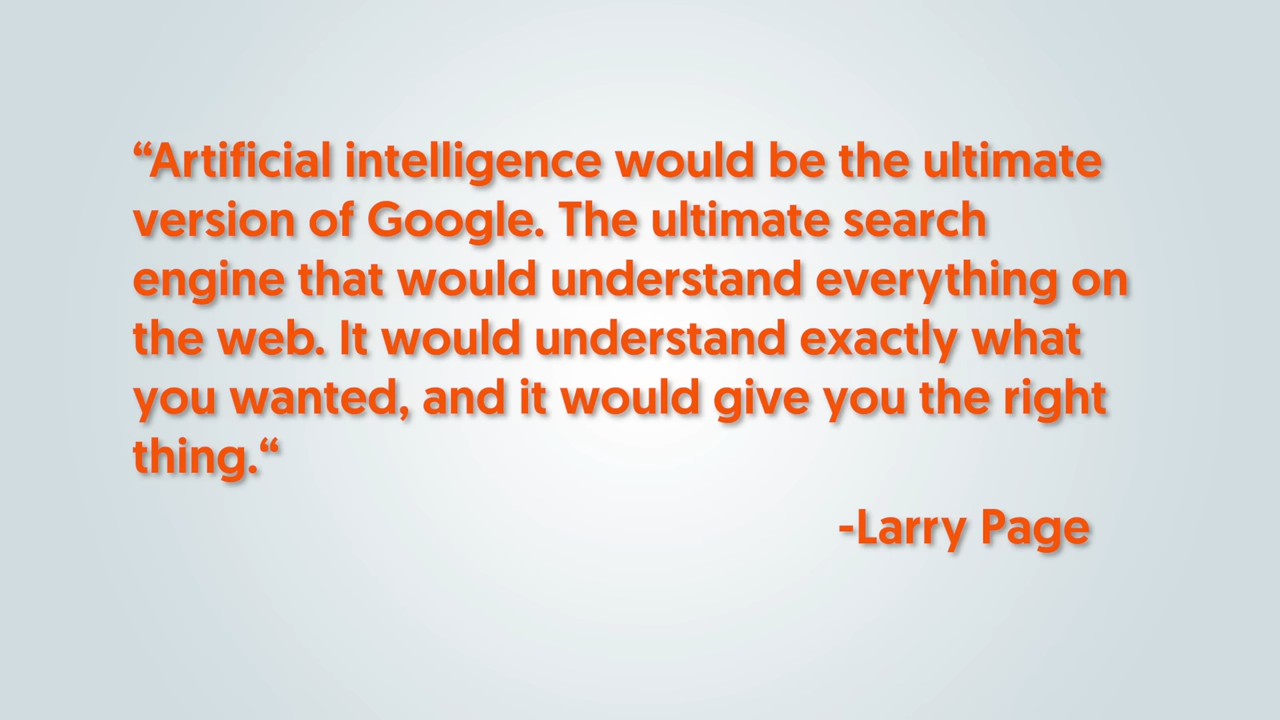 “Artificial intelligence would be the ultimate
version of Google. The ultimate search
engine that would understand everything on
the web. It would understand exactly what
you wanted, and it would give you the right
thing.“
-Larry Page